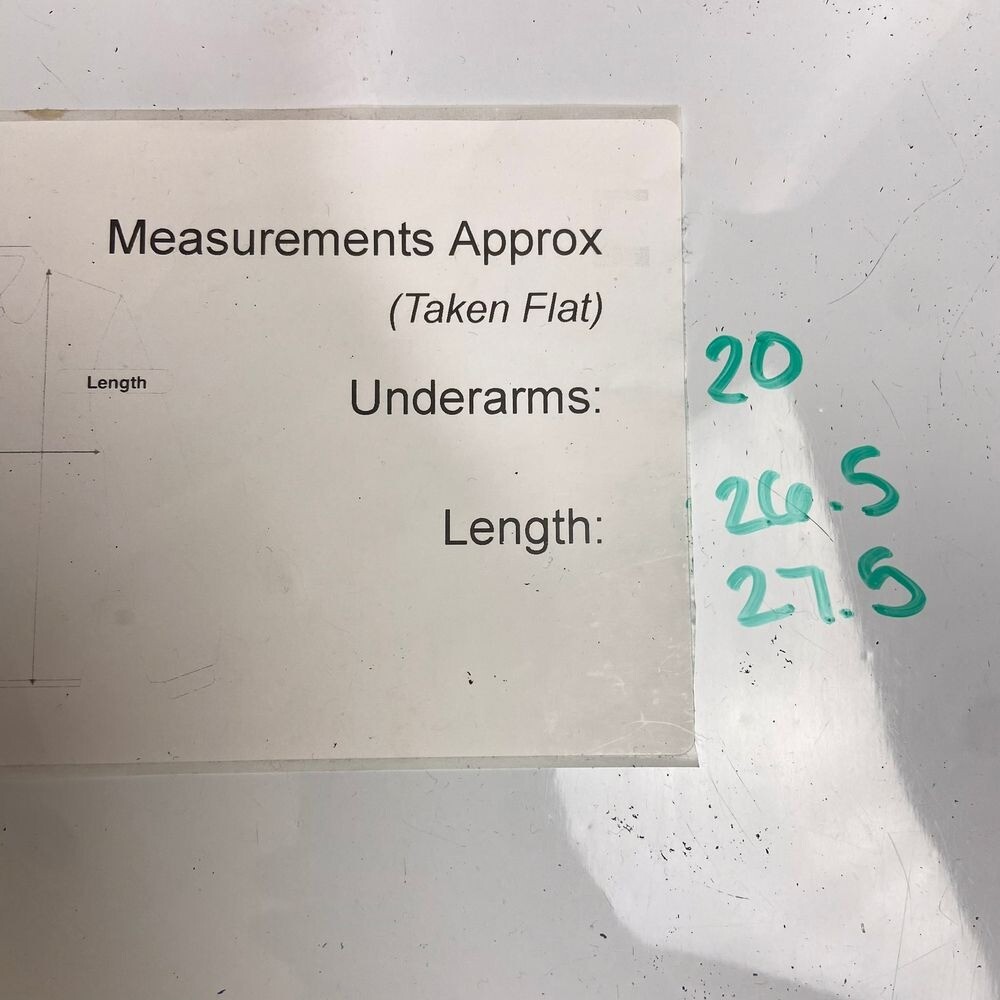 Measurements Approx
(Taken Flat)
Underarms: 20
Length
Length: 26.5
27.5